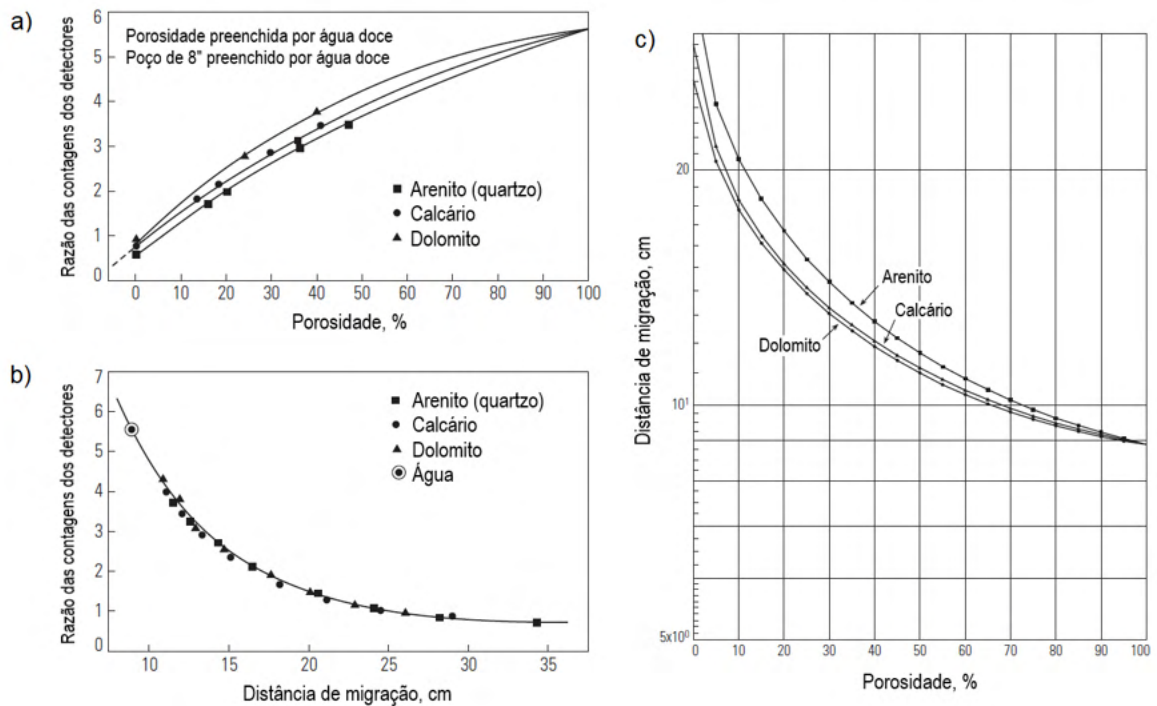 a)
Razão das contagens dos detectores
6
5
4
3
2
1
0
Porosidade preenchida por água doce
Poço de 8" preenchido por água doce
Arenito (quartzo)
Calcário
Dolomito
0 10 20 30 40 50 60 70 80 90 100
Porosidade, %
b)
Razão das contagens dos detectores
7
6
5
4
3
2
1
0
Arenito (quartzo)
Calcário
Dolomito
Água
10 15 20 25 30 35
Distância de migração, cm
c)
Distância de migração, cm
20
10¹
5x10⁰
Arenito
Calcário
Dolomito
0 10 20 30 40 50 60 70 80 90 100
Porosidade, %